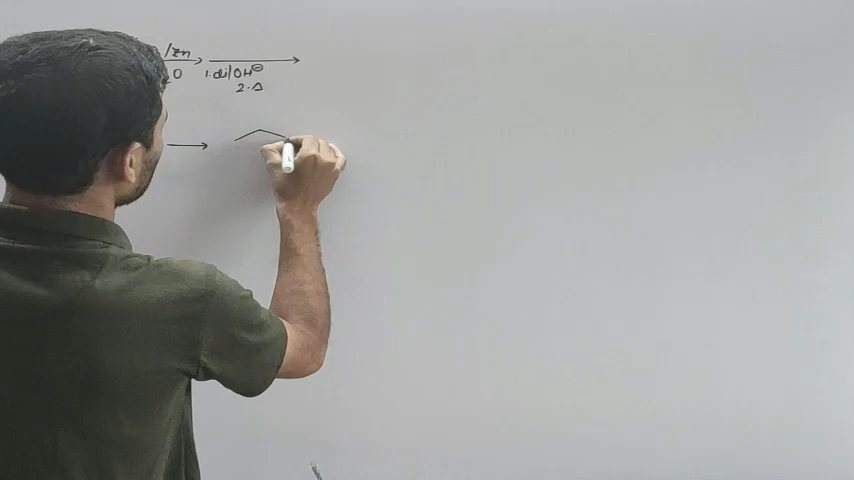 /Zn
O 1. dil/OH⊖
2. Δ